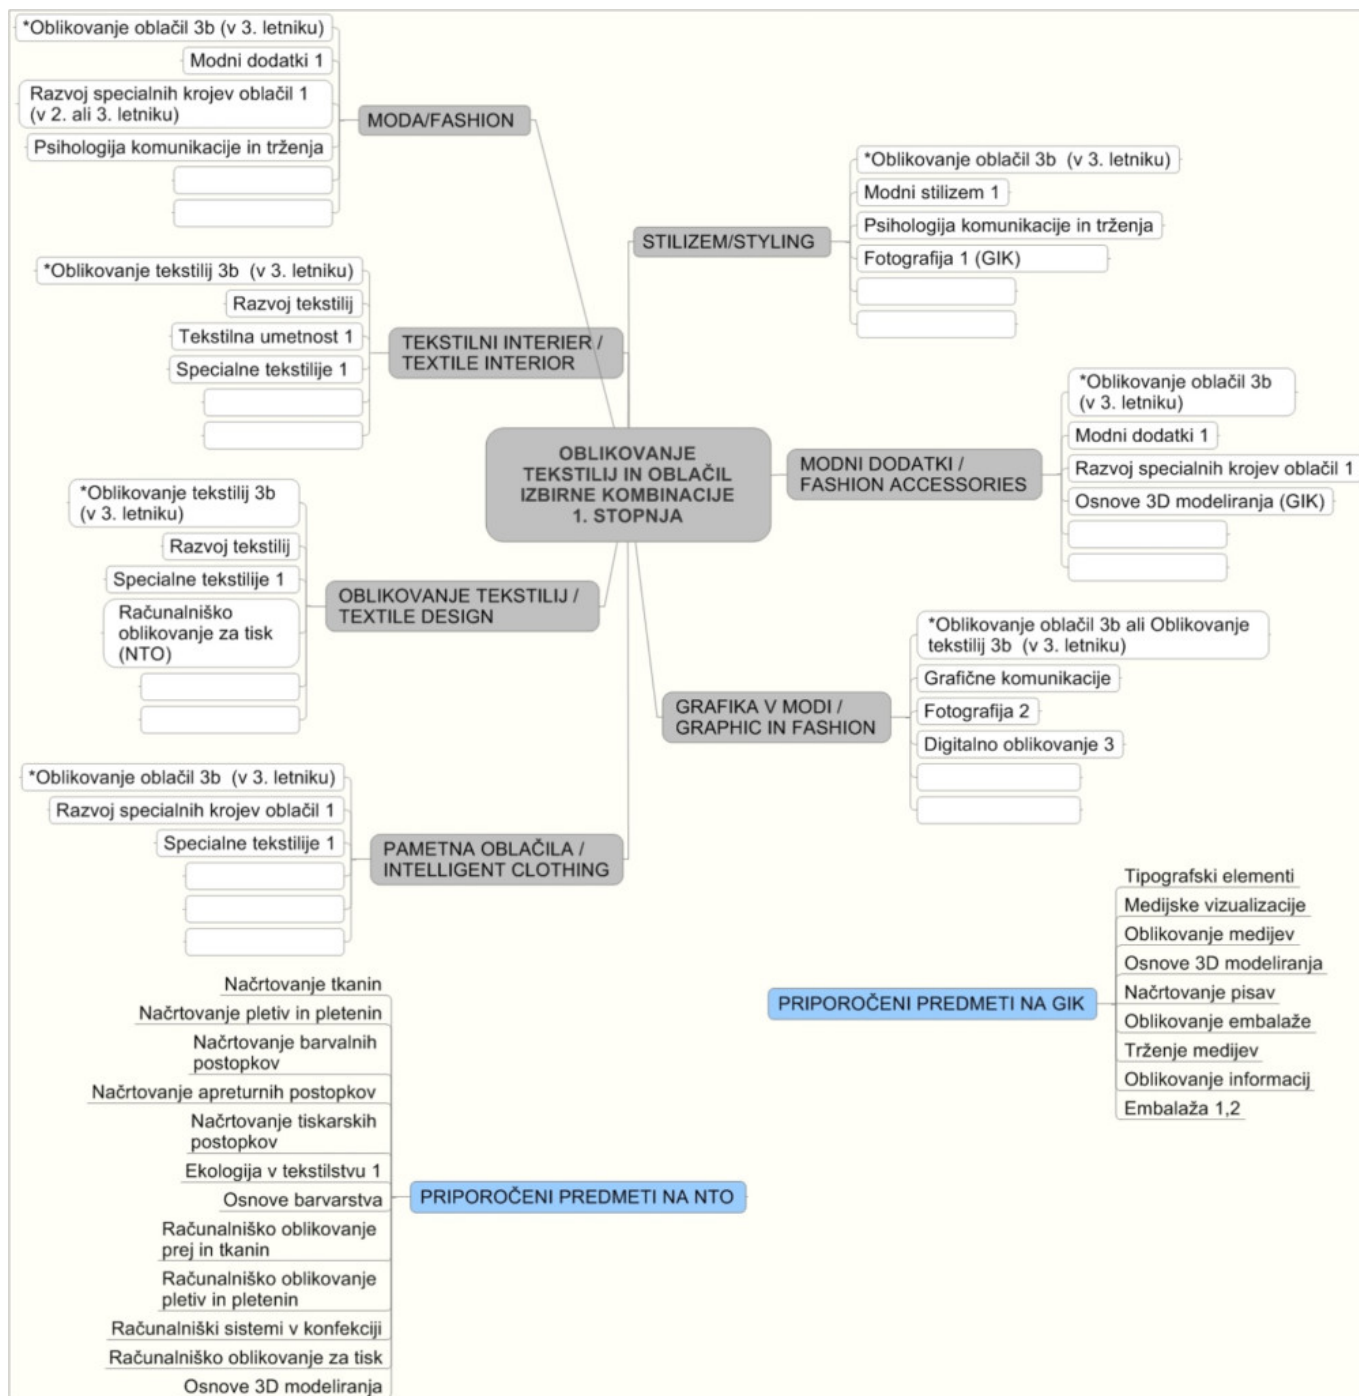 *Oblikovanje oblačil 3b (v 3. letniku)
Modni dodatki 1
Razvoj specialnih krojev oblačil 1
(v 2. ali 3. letniku)
Psihologija komunikacije in trženja
MODA/FASHION
*Oblikovanje tekstilij 3b  (v 3. letniku)
Razvoj tekstilij
Tekstilna umetnost 1
Specialne tekstilije 1
TEKSTILNI INTERIER /
TEXTILE INTERIOR
*Oblikovanje tekstilij 3b
(v 3. letniku)
Razvoj tekstilij
Specialne tekstilije 1
Računalniško
oblikovanje za tisk
(NTO)
OBLIKOVANJE TEKSTILIJ /
TEXTILE DESIGN
*Oblikovanje oblačil 3b  (v 3. letniku)
Razvoj specialnih krojev oblačil 1
Specialne tekstilije 1
PAMETNA OBLAČILA /
INTELLIGENT CLOTHING
OBLIKOVANJE
TEKSTILIJ IN OBLAČIL
IZBIRNE KOMBINACIJE
1. STOPNJA
STILIZEM/STYLING
*Oblikovanje oblačil 3b  (v 3. letniku)
Modni stilizem 1
Psihologija komunikacije in trženja
Fotografija 1 (GIK)
MODNI DODATKI /
FASHION ACCESSORIES
*Oblikovanje oblačil 3b
(v 3. letniku)
Modni dodatki 1
Razvoj specialnih krojev oblačil 1
Osnove 3D modeliranja (GIK)
GRAFIKA V MODI /
GRAPHIC IN FASHION
*Oblikovanje oblačil 3b ali Oblikovanje
tekstilij 3b  (v 3. letniku)
Grafične komunikacije
Fotografija 2
Digitalno oblikovanje 3
PRIPOROČENI PREDMETI NA GIK
Tipografski elementi
Medijske vizualizacije
Oblikovanje medijev
Osnove 3D modeliranja
Načrtovanje pisav
Oblikovanje embalaže
Trženje medijev
Oblikovanje informacij
Embalaža 1,2
Načrtovanje tkanin
Načrtovanje pletiv in pletenin
Načrtovanje barvalnih
postopkov
Načrtovanje apreturnih postopkov
Načrtovanje tiskarskih
postopkov
Ekologija v tekstilstvu 1
Osnove barvarstva
Računalniško oblikovanje
prej in tkanin
Računalniško oblikovanje
pletiv in pletenin
Računalniški sistemi v konfekciji
Računalniško oblikovanje za tisk
Osnove 3D modeliranja
PRIPOROČENI PREDMETI NA NTO